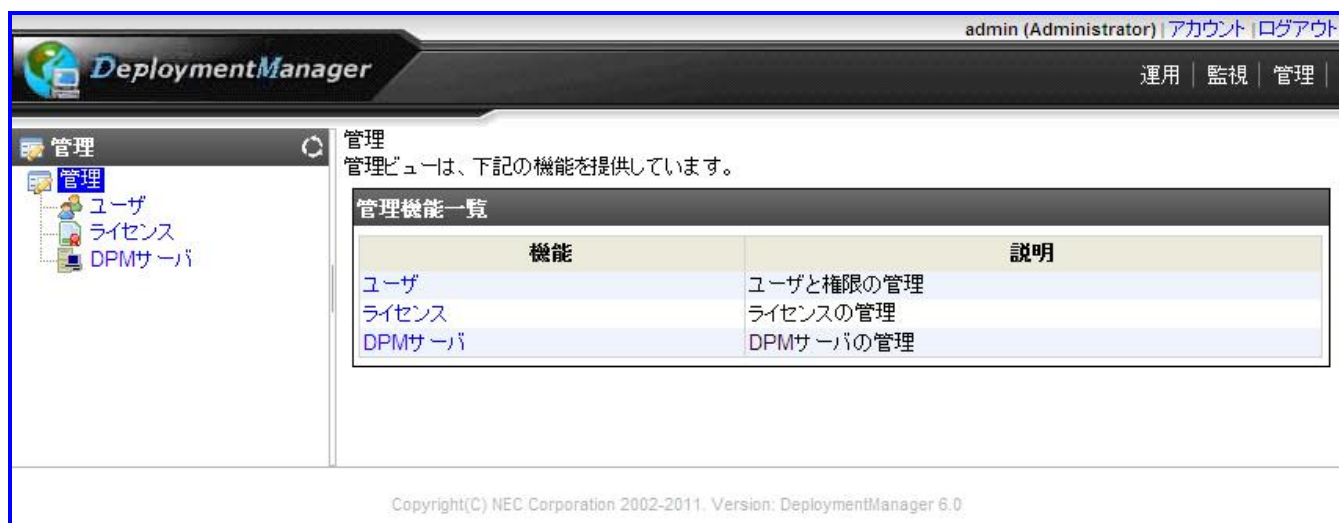 admin (Administrator) | アカウント | ログアウト
DeploymentManager
運用 | 監視 | 管理 |
管理
管理
ユーザ
ライセンス
DPMサーバ
管理
管理ビューは、下記の機能を提供しています。
管理機能一覧
機能 説明
ユーザ ユーザと権限の管理
ライセンス ライセンスの管理
DPMサーバ DPMサーバの管理
Copyright(C) NEC Corporation 2002-2011. Version: DeploymentManager 6.0